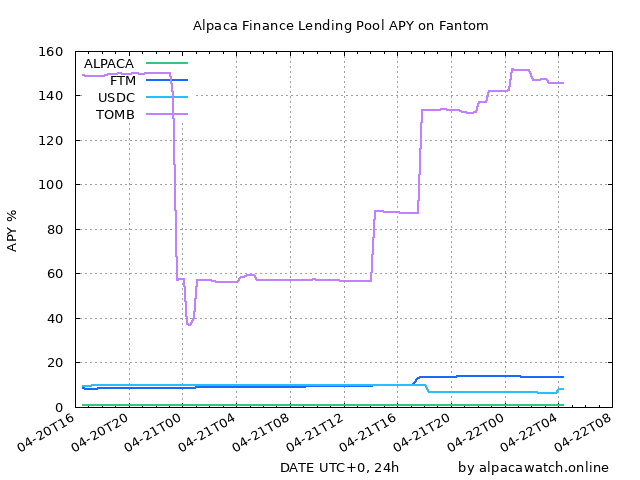 Alpaca Finance Lending Pool APY on Fantom
160
140
120
100
80
60
40
20
0
APY %
ALPACA
FTM
USDC
TOMB
04-20T16
04-20T20
04-21T00
04-21T04
04-21T08
04-21T12
04-21T16
04-21T20
04-22T00
04-22T04
04-22T08
DATE UTC+0, 24h
by alpacawatch.online